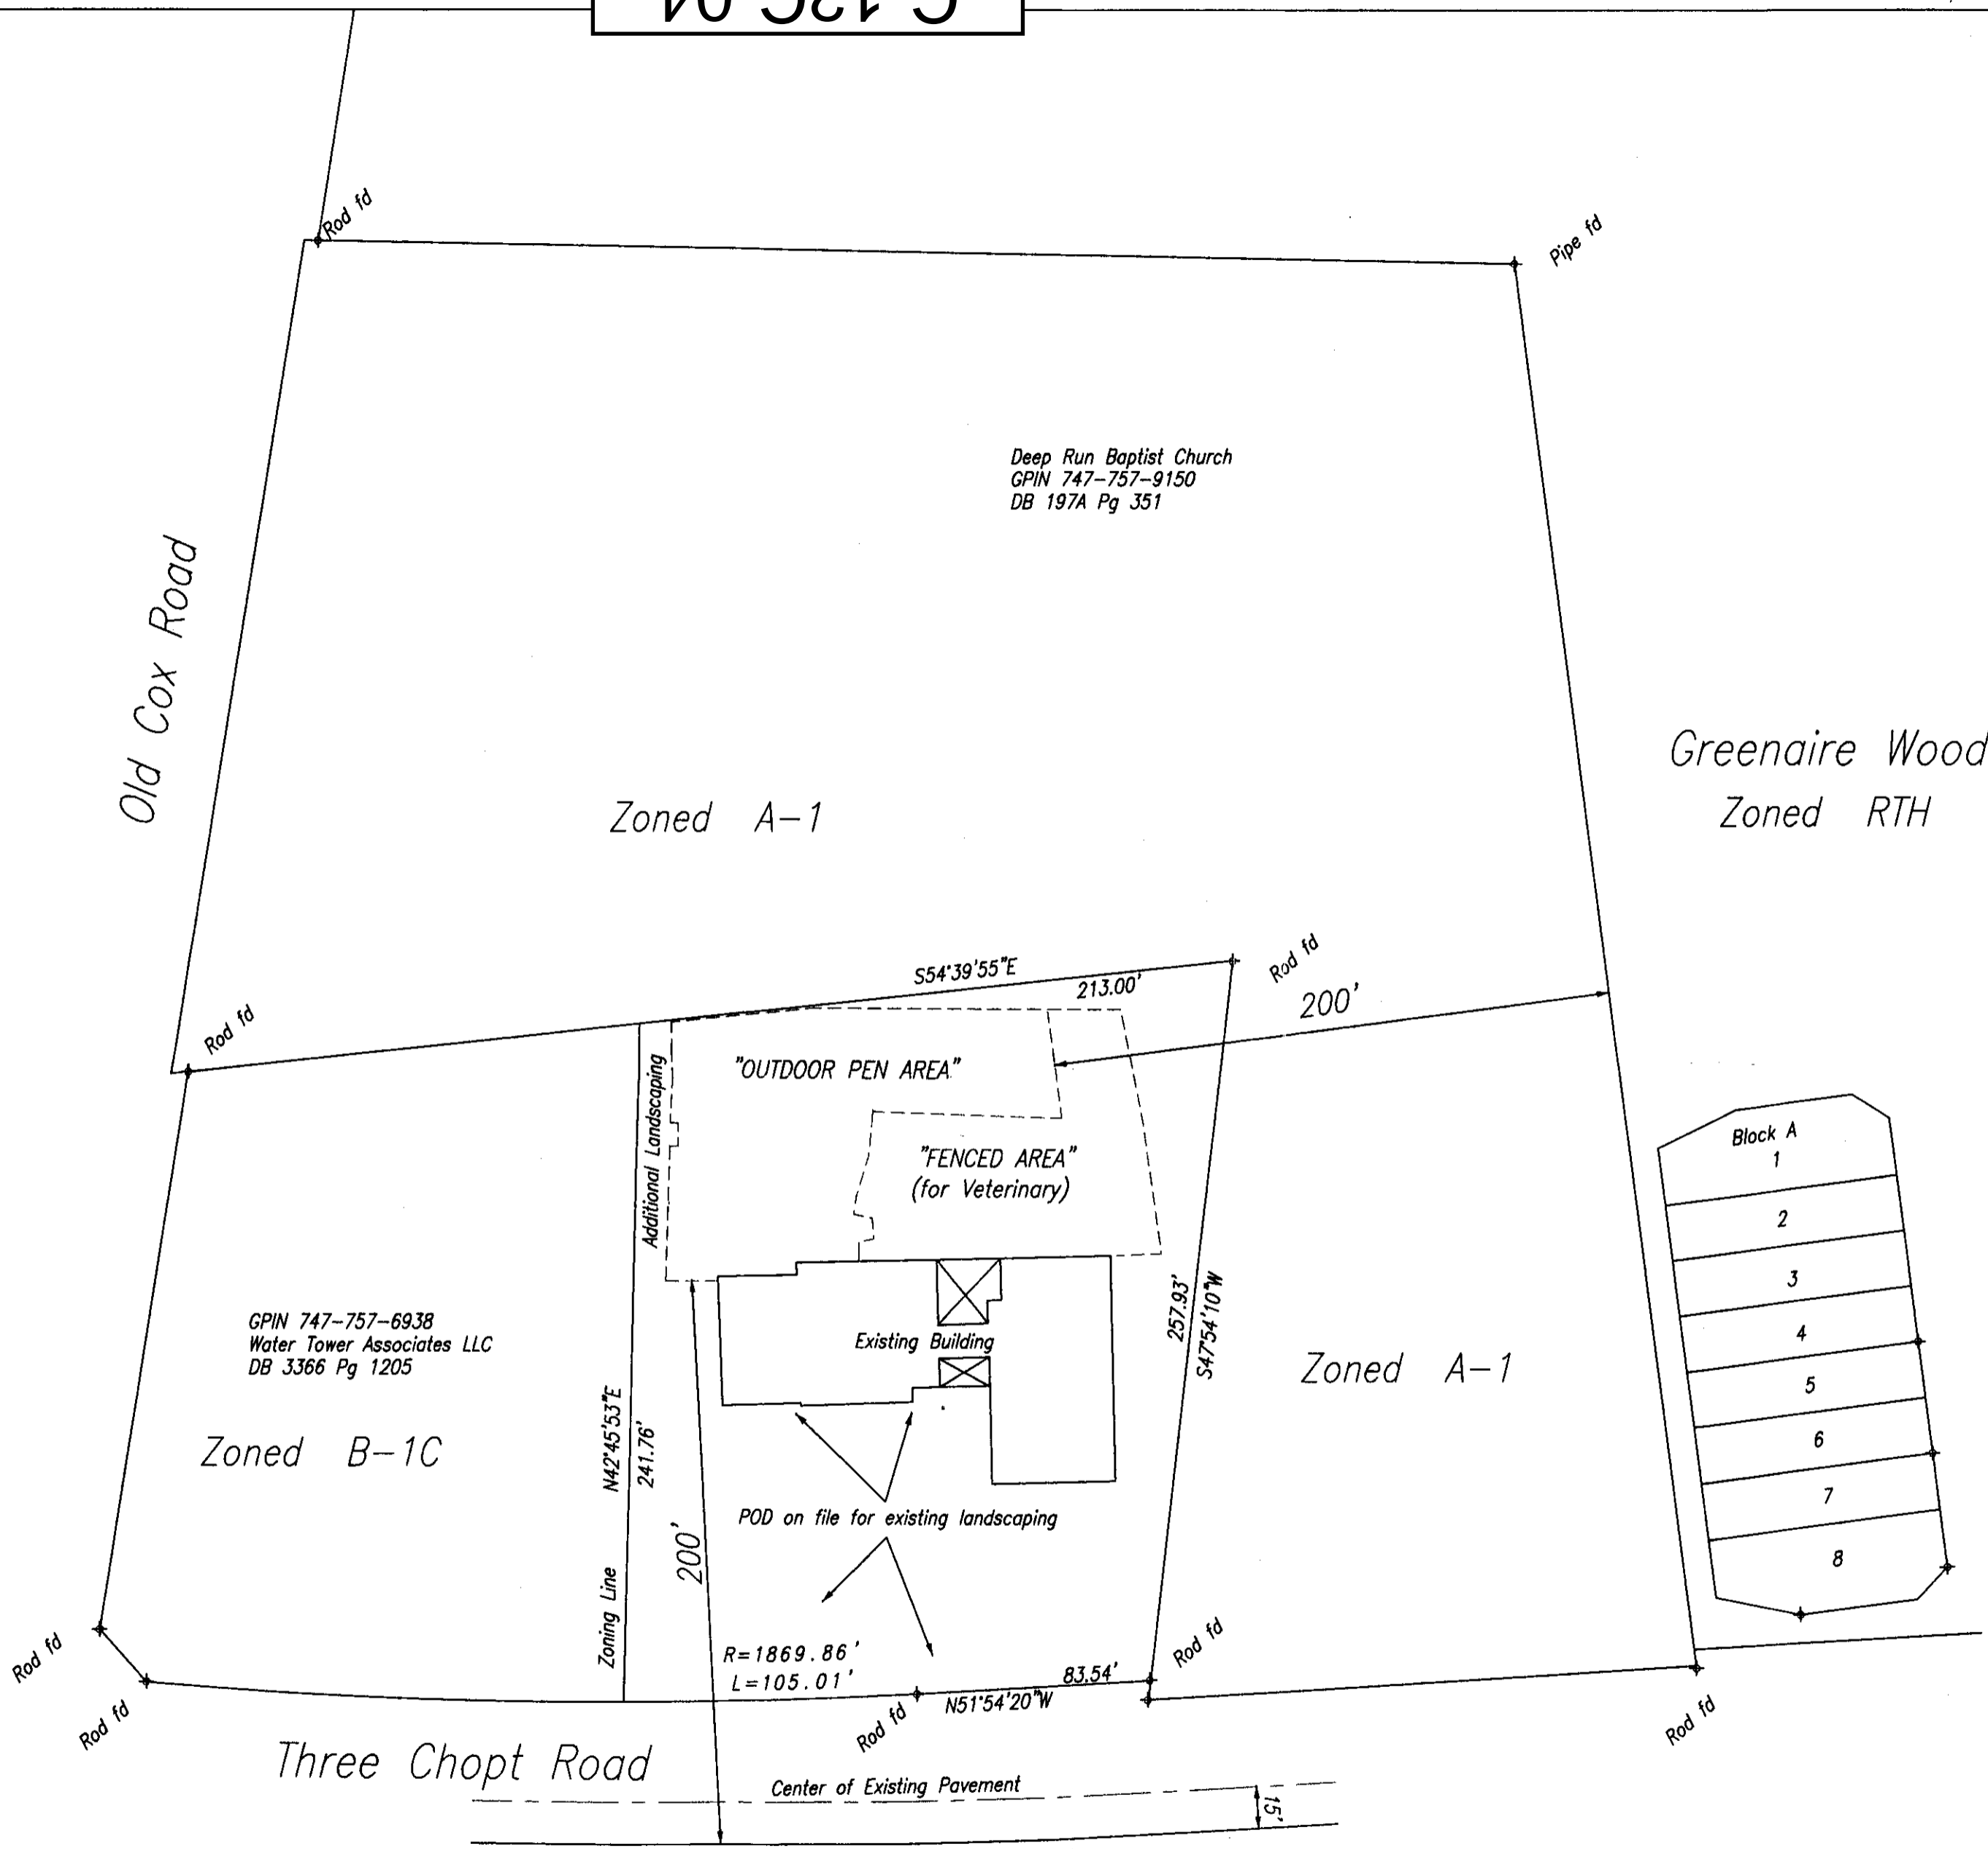 C-12C-04
Rod fd
Pipe fd
Deep Run Baptist Church
GPIN 747-757-9150
DB 197A Pg 351
Old Cox Road
Greenaire Wood
Zoned RTH
Zoned A-1
Rod fd
S54°39'55"E
213.00'
Rod fd
200'
"OUTDOOR PEN AREA"
Additional Landscaping
"FENCED AREA"
(for Veterinary)
Block A
1
2
3
4
5
6
7
8
GPIN 747-757-6938
Water Tower Associates LLC
DB 3366 Pg 1205
Existing Building
257.93'
S47°54'10"W
Zoned A-1
N42°45'53"E
241.76'
Zoned B-1C
POD on file for existing landscaping
200'
Zoning Line
R=1869.86'
L=105.01'
83.54'
N51°54'20"W
Rod fd
Rod fd
Rod fd
Rod fd
Rod fd
Three Chopt Road
Center of Existing Pavement
15'